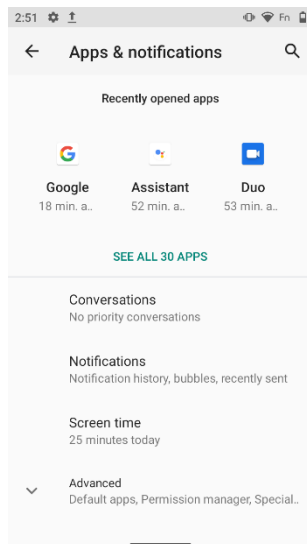 2:51 Fn
Apps & notifications
Recently opened apps
Google Assistant Duo
18 min. a.. 52 min. a.. 53 min. a..
SEE ALL 30 APPS
Conversations
No priority conversations
Notifications
Notification history, bubbles, recently sent
Screen time
25 minutes today
Advanced
Default apps, Permission manager, Special..